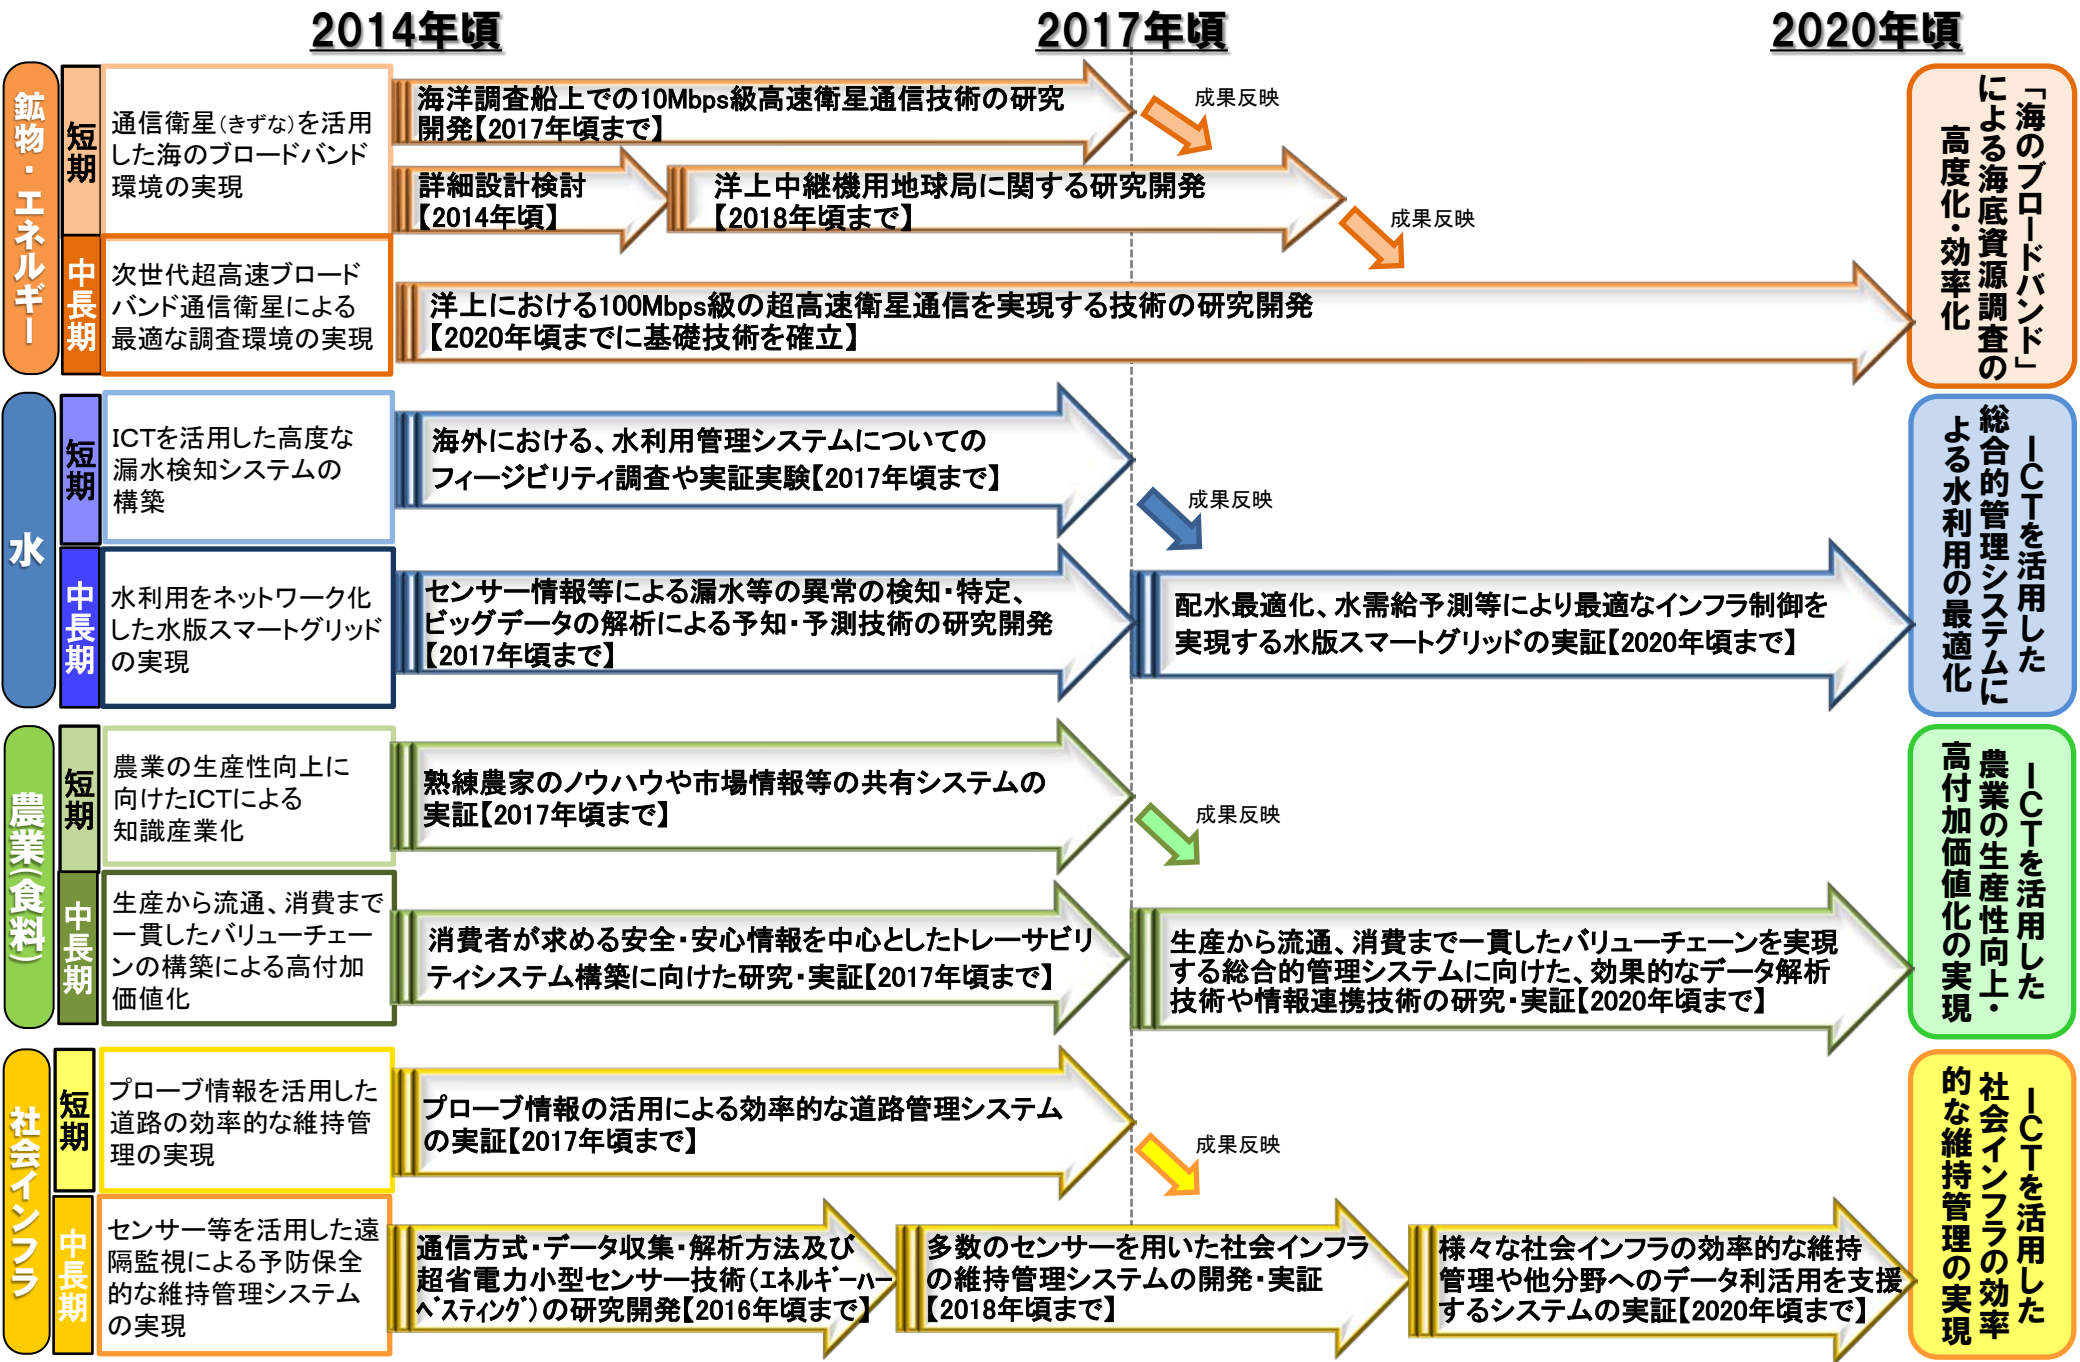 2014年頃
2017年頃
2020年頃
鉱物・エネルギー
短期
通信衛星(きずな)を活用
した海のブロードバンド
環境の実現
海洋調査船上での10Mbps級高速衛星通信技術の研究
開発【2017年頃まで】
成果反映
詳細設計検討
【2014年頃】
洋上中継機用地球局に関する研究開発
【2018年頃まで】
成果反映
中長期
次世代超高速ブロード
バンド通信衛星による
最適な調査環境の実現
洋上における100Mbps級の超高速衛星通信を実現する技術の研究開発
【2020年頃までに基礎技術を確立】
「海のブロードバンド」
による海底資源調査の
高度化・効率化
水
短期
ICTを活用した高度な
漏水検知システムの
構築
海外における、水利用管理システムについての
フィージビリティ調査や実証実験【2017年頃まで】
成果反映
中長期
水利用をネットワーク化
した水版スマートグリッド
の実現
センサー情報等による漏水等の異常の検知・特定、
ビッグデータの解析による予知・予測技術の研究開発
【2017年頃まで】
配水最適化、水需給予測等により最適なインフラ制御を
実現する水版スマートグリッドの実証【2020年頃まで】
ICTを活用した
総合的管理システムに
よる水利用の最適化
農業(食料)
短期
農業の生産性向上に
向けたICTによる
知識産業化
熟練農家のノウハウや市場情報等の共有システムの
実証【2017年頃まで】
成果反映
中長期
生産から流通、消費まで
一貫したバリューチェー
ンの構築による高付加
価値化
消費者が求める安全・安心情報を中心としたトレーサビリ
ティシステム構築に向けた研究・実証【2017年頃まで】
生産から流通、消費まで一貫したバリューチェーンを実現
する総合的管理システムに向けた、効果的なデータ解析
技術や情報連携技術の研究・実証【2020年頃まで】
ICTを活用した
農業の生産性向上・
高付加価値化の実現
社会インフラ
短期
プローブ情報を活用した
道路の効率的な維持管
理の実現
プローブ情報の活用による効率的な道路管理システム
の実証【2017年頃まで】
成果反映
中長期
センサー等を活用した遠
隔監視による予防保全
的な維持管理システム
の実現
通信方式・データ収集・解析方法及び
超省電力小型センサー技術(ｴﾈﾙｷﾞｰﾊｰ
ﾍﾞｽﾃｨﾝｸﾞ)の研究開発【2016年頃まで】
多数のセンサーを用いた社会インフラ
の維持管理システムの開発・実証
【2018年頃まで】
様々な社会インフラの効率的な維持
管理や他分野へのデータ利活用を支援
するシステムの実証【2020年頃まで】
ICTを活用した
社会インフラの効率
的な維持管理の実現